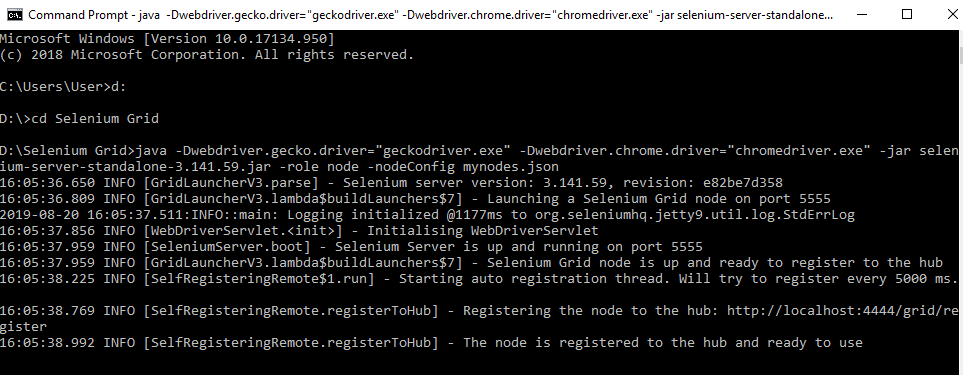 Command Prompt - java -Dwebdriver.gecko.driver="geckodriver.exe" -Dwebdriver.chrome.driver="chromedriver.exe" -jar selenium-server-standalone...
Microsoft Windows [Version 10.0.17134.950]
(c) 2018 Microsoft Corporation. All rights reserved.
C:\Users\User>d:
D:\>cd Selenium Grid
D:\Selenium Grid>java -Dwebdriver.gecko.driver="geckodriver.exe" -Dwebdriver.chrome.driver="chromedriver.exe" -jar selen
ium-server-standalone-3.141.59.jar -role node -nodeConfig mynodes.json
16:05:36.650 INFO [GridLauncherV3.parse] - Selenium server version: 3.141.59, revision: e82be7d358
16:05:36.809 INFO [GridLauncherV3.lambda$buildLaunchers$7] - Launching a Selenium Grid node on port 5555
2019-08-20 16:05:37.511:INFO::main: Logging initialized @1177ms to org.seleniumhq.jetty9.util.log.StdErrLog
16:05:37.856 INFO [WebDriverServlet.<init>] - Initialising WebDriverServlet
16:05:37.959 INFO [SeleniumServer.boot] - Selenium Server is up and running on port 5555
16:05:37.959 INFO [GridLauncherV3.lambda$buildLaunchers$7] - Selenium Grid node is up and ready to register to the hub
16:05:38.225 INFO [SelfRegisteringRemote$1.run] - Starting auto registration thread. Will try to register every 5000 ms.
16:05:38.769 INFO [SelfRegisteringRemote.registerToHub] - Registering the node to the hub: http://localhost:4444/grid/re
gister
16:05:38.992 INFO [SelfRegisteringRemote.registerToHub] - The node is registered to the hub and ready to use